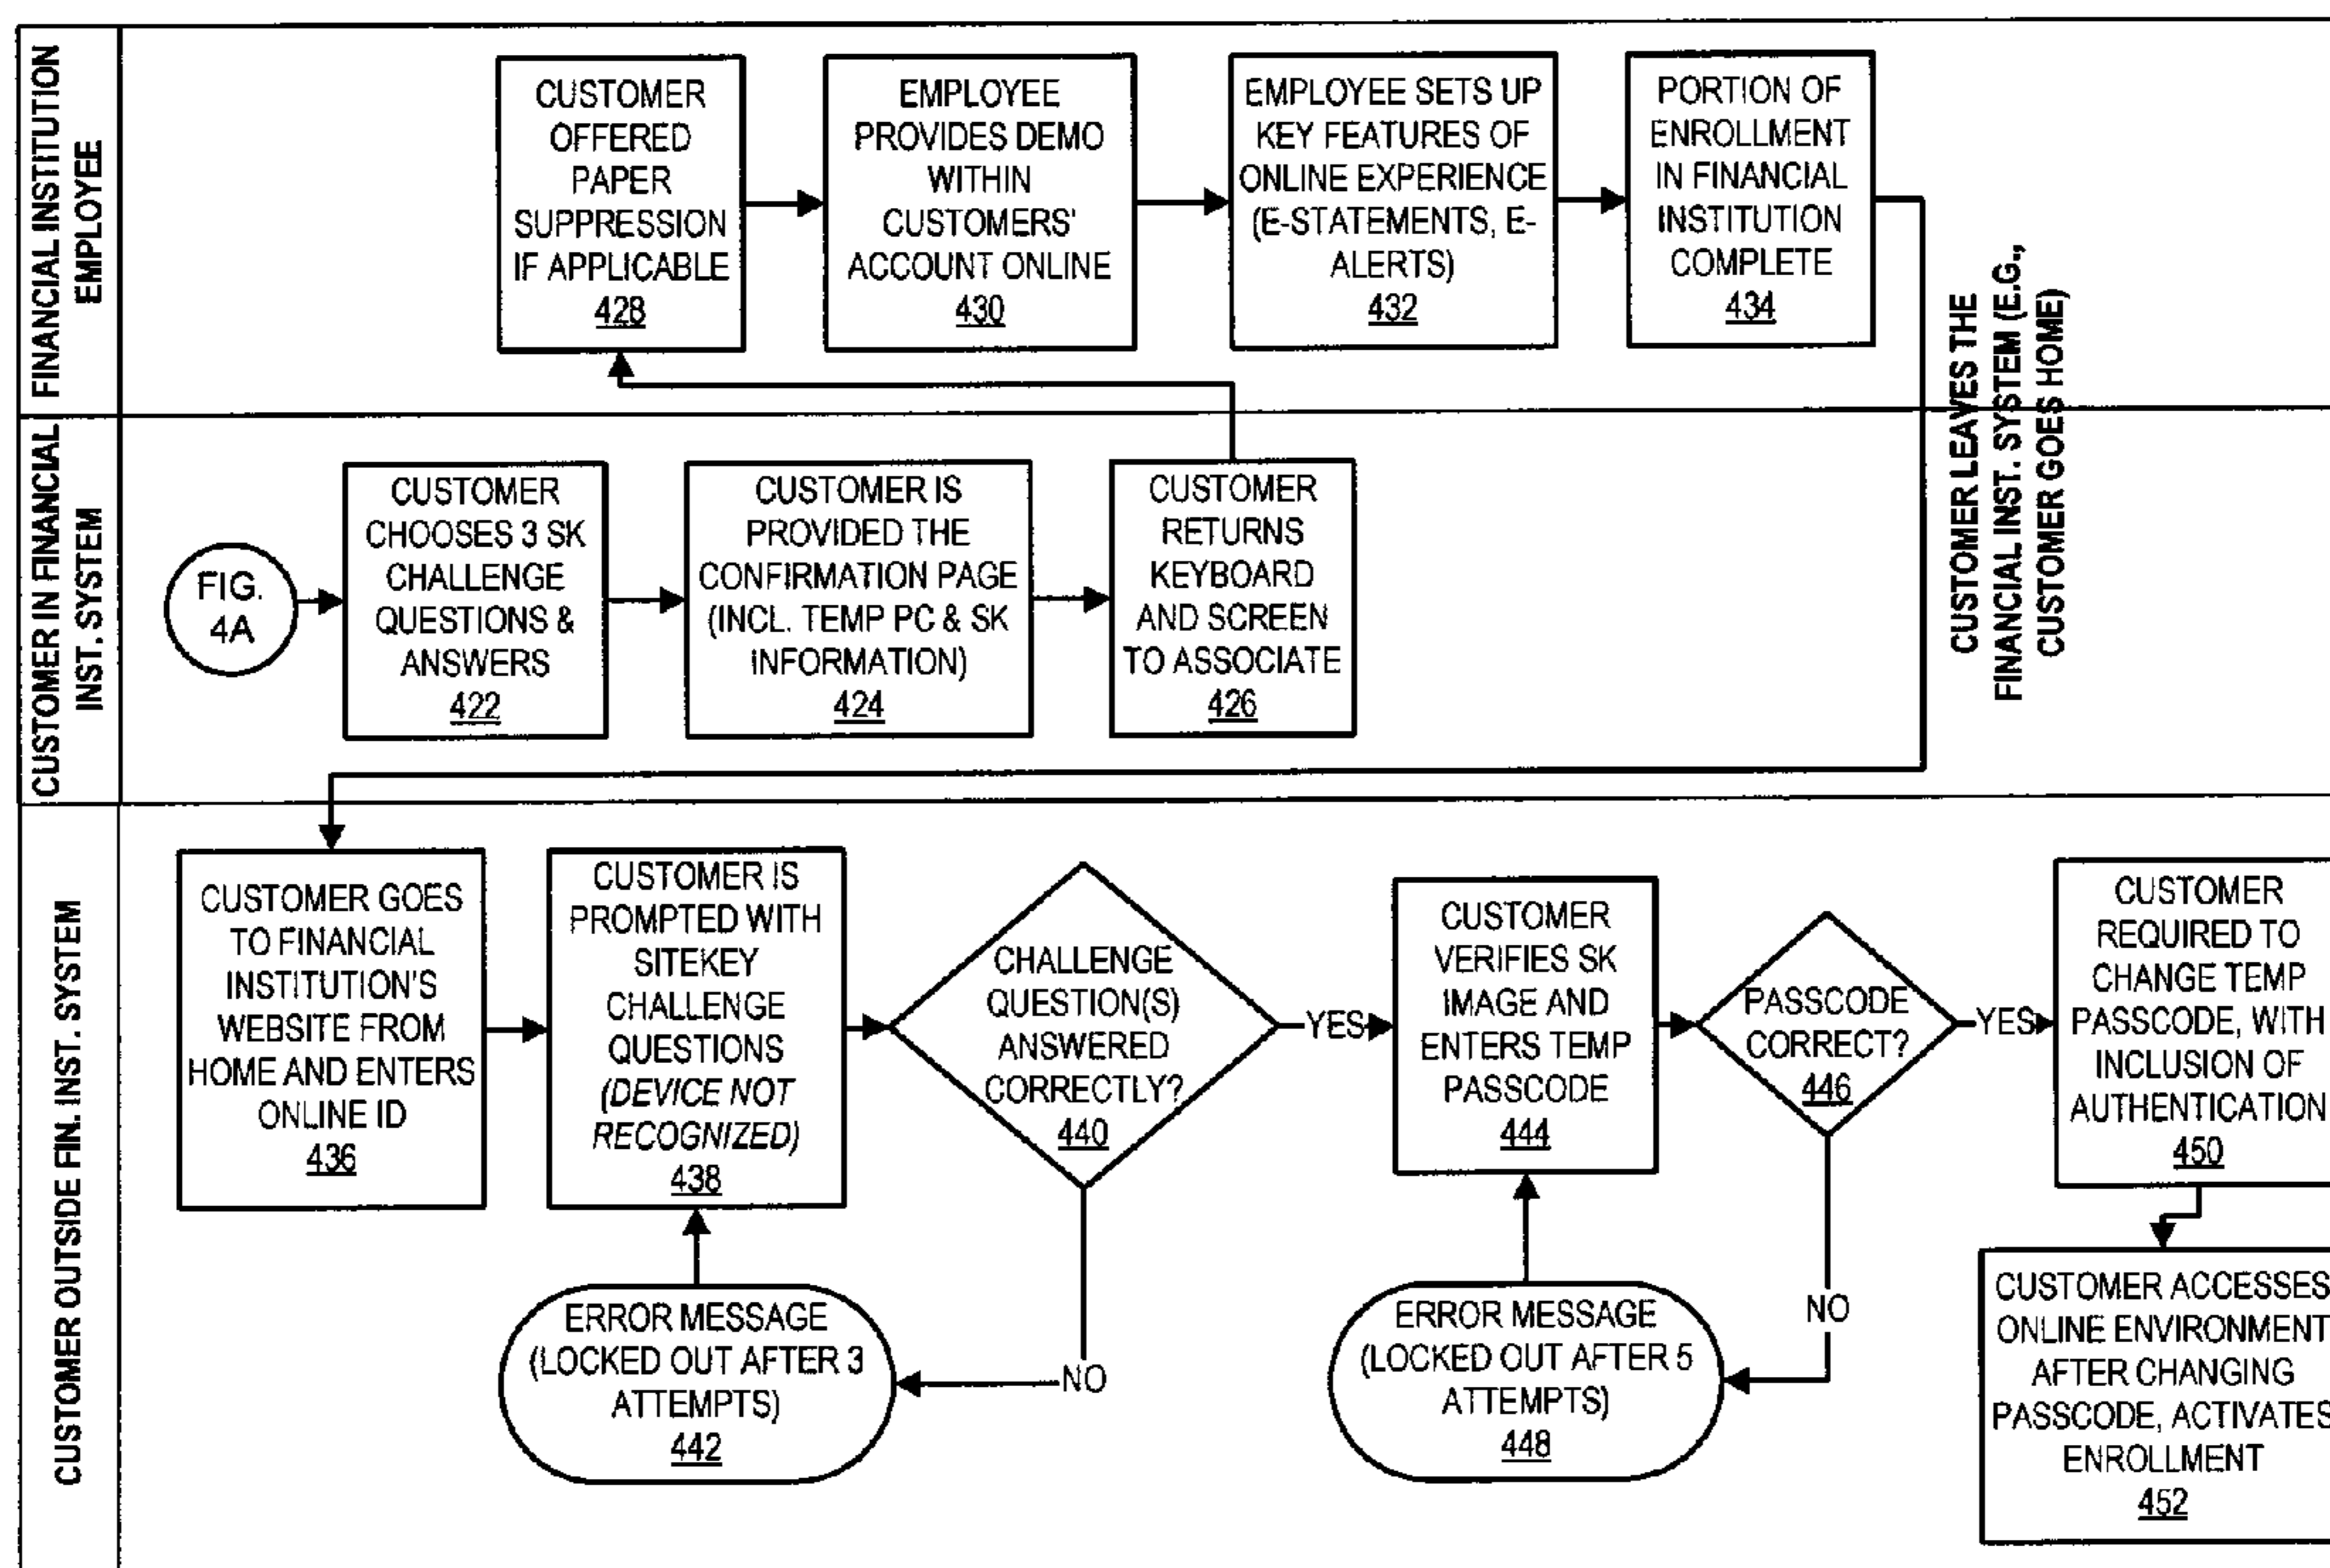 FINANCIAL INSTITUTION
EMPLOYEE
CUSTOMER
OFFERED
PAPER
SUPPRESSION
IF APPLICABLE
428
EMPLOYEE
PROVIDES DEMO
WITHIN
CUSTOMERS'
ACCOUNT ONLINE
430
EMPLOYEE SETS UP
KEY FEATURES OF
ONLINE EXPERIENCE
(E-STATEMENTS, E-
ALERTS)
432
PORTION OF
ENROLLMENT
IN FINANCIAL
INSTITUTION
COMPLETE
434
CUSTOMER LEAVES THE
FINANCIAL INST. SYSTEM (E.G.,
CUSTOMER GOES HOME)
CUSTOMER IN FINANCIAL
INST. SYSTEM
FIG.
4A
CUSTOMER
CHOOSES 3 SK
CHALLENGE
QUESTIONS &
ANSWERS
422
CUSTOMER IS
PROVIDED THE
CONFIRMATION PAGE
(INCL. TEMP PC & SK
INFORMATION)
424
CUSTOMER
RETURNS
KEYBOARD
AND SCREEN
TO ASSOCIATE
426
CUSTOMER OUTSIDE FIN. INST. SYSTEM
CUSTOMER GOES
TO FINANCIAL
INSTITUTION'S
WEBSITE FROM
HOME AND ENTERS
ONLINE ID
436
CUSTOMER IS
PROMPTED WITH
SITEKEY
CHALLENGE
QUESTIONS
(DEVICE NOT
RECOGNIZED)
438
CHALLENGE
QUESTION(S)
ANSWERED
CORRECTLY?
440
YES
NO
ERROR MESSAGE
(LOCKED OUT AFTER 3
ATTEMPTS)
442
CUSTOMER
VERIFIES SK
IMAGE AND
ENTERS TEMP
PASSCODE
444
PASSCODE
CORRECT?
446
YES
NO
ERROR MESSAGE
(LOCKED OUT AFTER 5
ATTEMPTS)
448
CUSTOMER
REQUIRED TO
CHANGE TEMP
PASSCODE, WITH
INCLUSION OF
AUTHENTICATION
450
CUSTOMER ACCESSES
ONLINE ENVIRONMENT
AFTER CHANGING
PASSCODE, ACTIVATES
ENROLLMENT
452